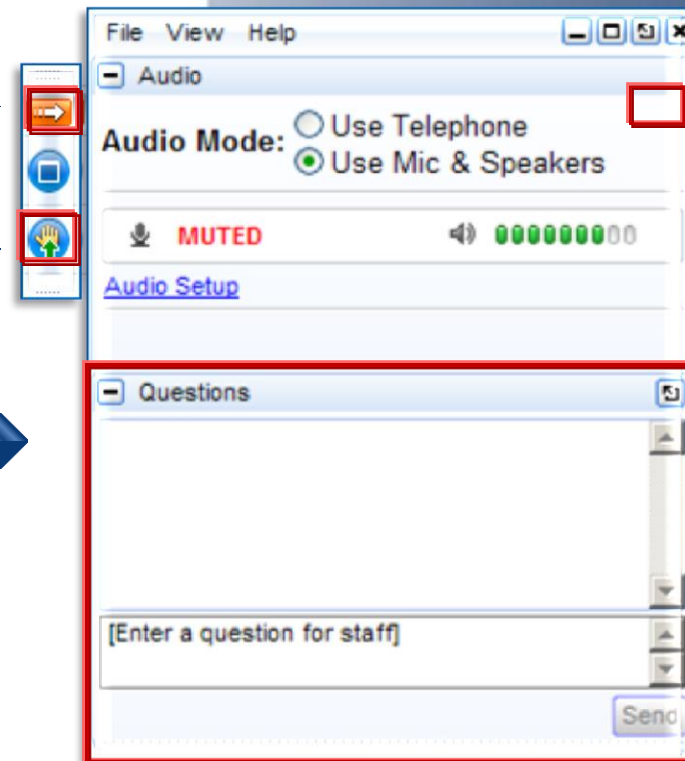 File View Help
Audio
Audio Mode:
Use Telephone
Use Mic & Speakers
MUTED
Audio Setup
Questions
[Enter a question for staff]
Send